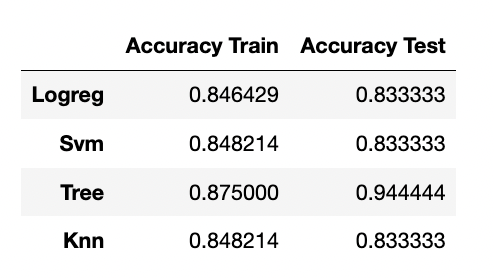 Accuracy Train Accuracy Test
Logreg 0.846429 0.833333
Svm 0.848214 0.833333
Tree 0.875000 0.944444
Knn 0.848214 0.833333